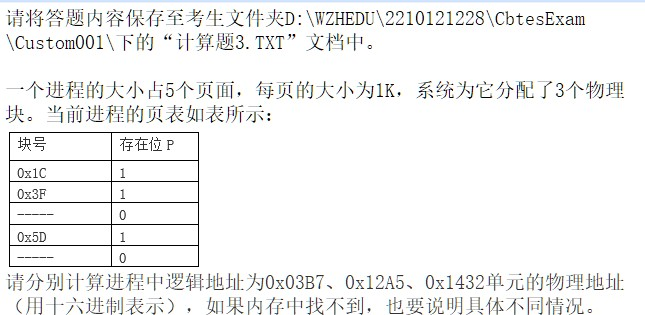 请将答题内容保存至考生文件夹D:\WZHEDU\2210121228\CbtesExam
\Custom001\下的“计算题3.TXT”文档中。
一个进程的大小占5个页面，每页的大小为1K，系统为它分配了3个物理
块。当前进程的页表如表所示：
块号 存在位 P
0x1C 1
0x3F 1
----- 0
0x5D 1
----- 0
请分别计算进程中逻辑地址为0x03B7、0x12A5、0x1432单元的物理地址
（用十六进制表示），如果内存中找不到，也要说明具体不同情况。